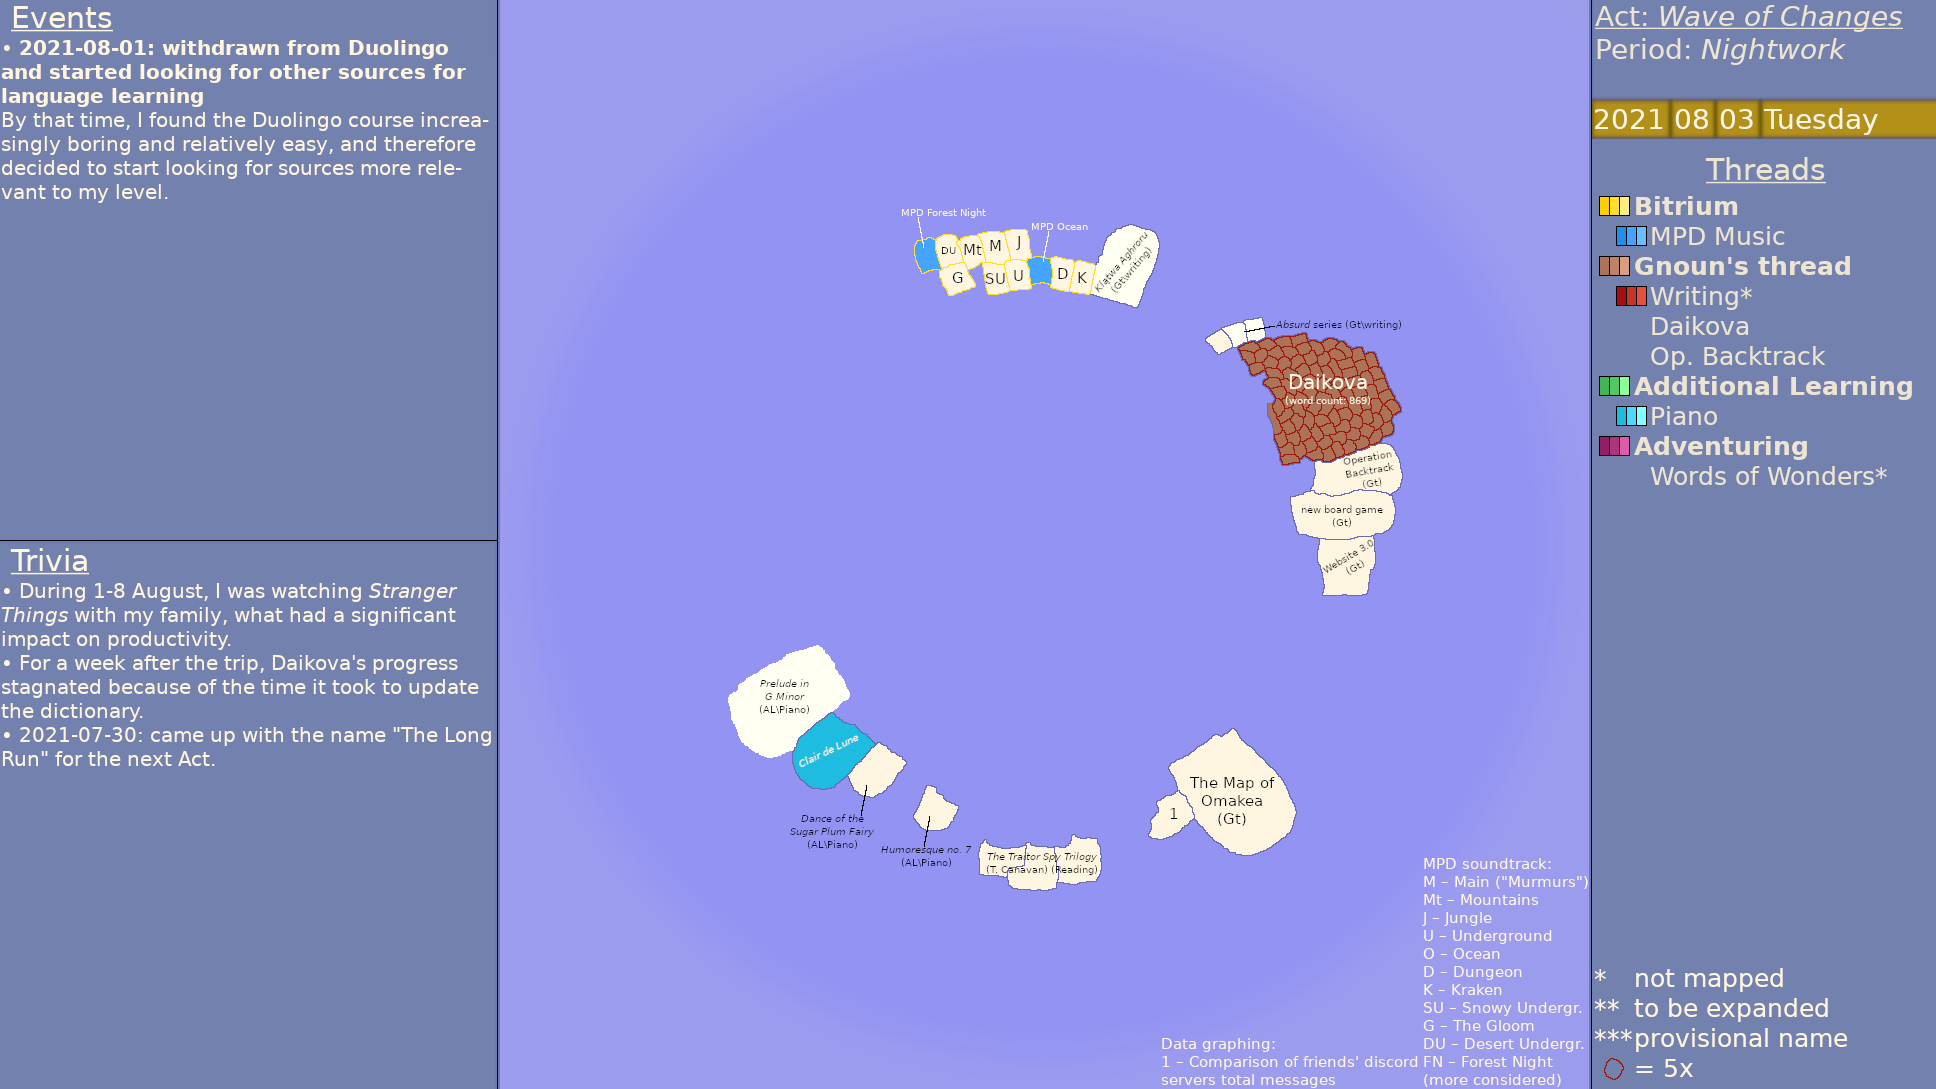 Events
• 2021-08-01: withdrawn from Duolingo
and started looking for other sources for
language learning
By that time, I found the Duolingo course increa-
singly boring and relatively easy, and therefore
decided to start looking for sources more rele-
vant to my level.
Trivia
• During 1-8 August, I was watching Stranger
Things with my family, what had a significant
impact on productivity.
• For a week after the trip, Daikova's progress
stagnated because of the time it took to update
the dictionary.
• 2021-07-30: came up with the name "The Long
Run" for the next Act.
MPD Forest Night
MPD Ocean
DU
Mt
M
J
G
SU
U
D
K
Klątwa Aghroru
(Gt\writing)
Absurd series (Gt\writing)
Daikova
(word count: 869)
Operation
Backtrack
(Gt)
new board game
(Gt)
Website 3.0
(Gt)
Prelude in
G Minor
(AL\Piano)
Clair de Lune
Dance of the
Sugar Plum Fairy
(AL\Piano)
Humoresque no. 7
(AL\Piano)
The Traitor Spy Trilogy
(T. Canavan) (Reading)
The Map of
Omakea
(Gt)
1
Data graphing:
1 – Comparison of friends' discord
servers total messages
MPD soundtrack:
M – Main ("Murmurs")
Mt – Mountains
J – Jungle
U – Underground
O – Ocean
D – Dungeon
K – Kraken
SU – Snowy Undergr.
G – The Gloom
DU – Desert Undergr.
FN – Forest Night
(more considered)
Act: Wave of Changes
Period: Nightwork
2021 08 03 Tuesday
Threads
Bitrium
MPD Music
Gnoun's thread
Writing*
Daikova
Op. Backtrack
Additional Learning
Piano
Adventuring
Words of Wonders*
* not mapped
** to be expanded
*** provisional name
= 5x